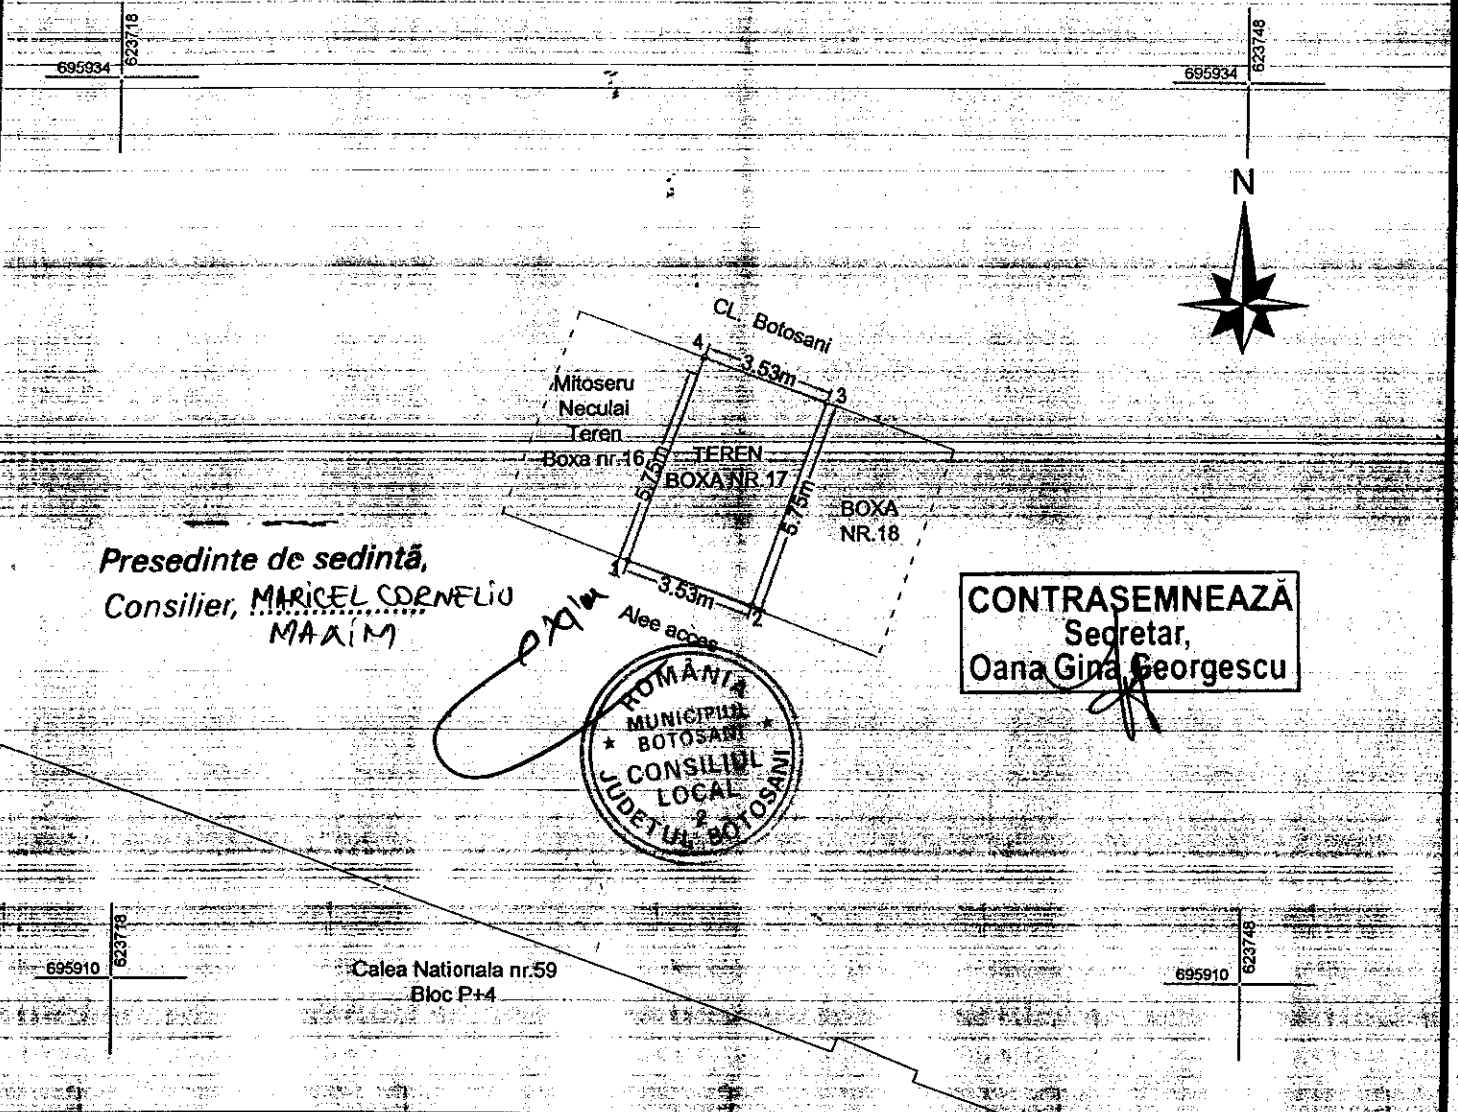 623718
695934
623748
695934
N
CL. Botosani
4
3.53m
3
Mitoseru
Neculai
Teren
Boxa nr.16
5.75m
TEREN
BOXA NR.17
5.75m
BOXA
NR.18
1
3.53m
2
Alee acces
Presedinte de sedintă,
Consilier, MARICEL CORNELIU
MAXIM
CONTRASEMNEAZĂ
Secretar,
Oana Gina Georgescu
ROMÂNIA
MUNICIPIUL
BOTOSANI
CONSILIUL
LOCAL
2
JUDETUL BOTOSANI
623718
695910
Calea Nationala nr.59
Bloc P+4
623748
695910